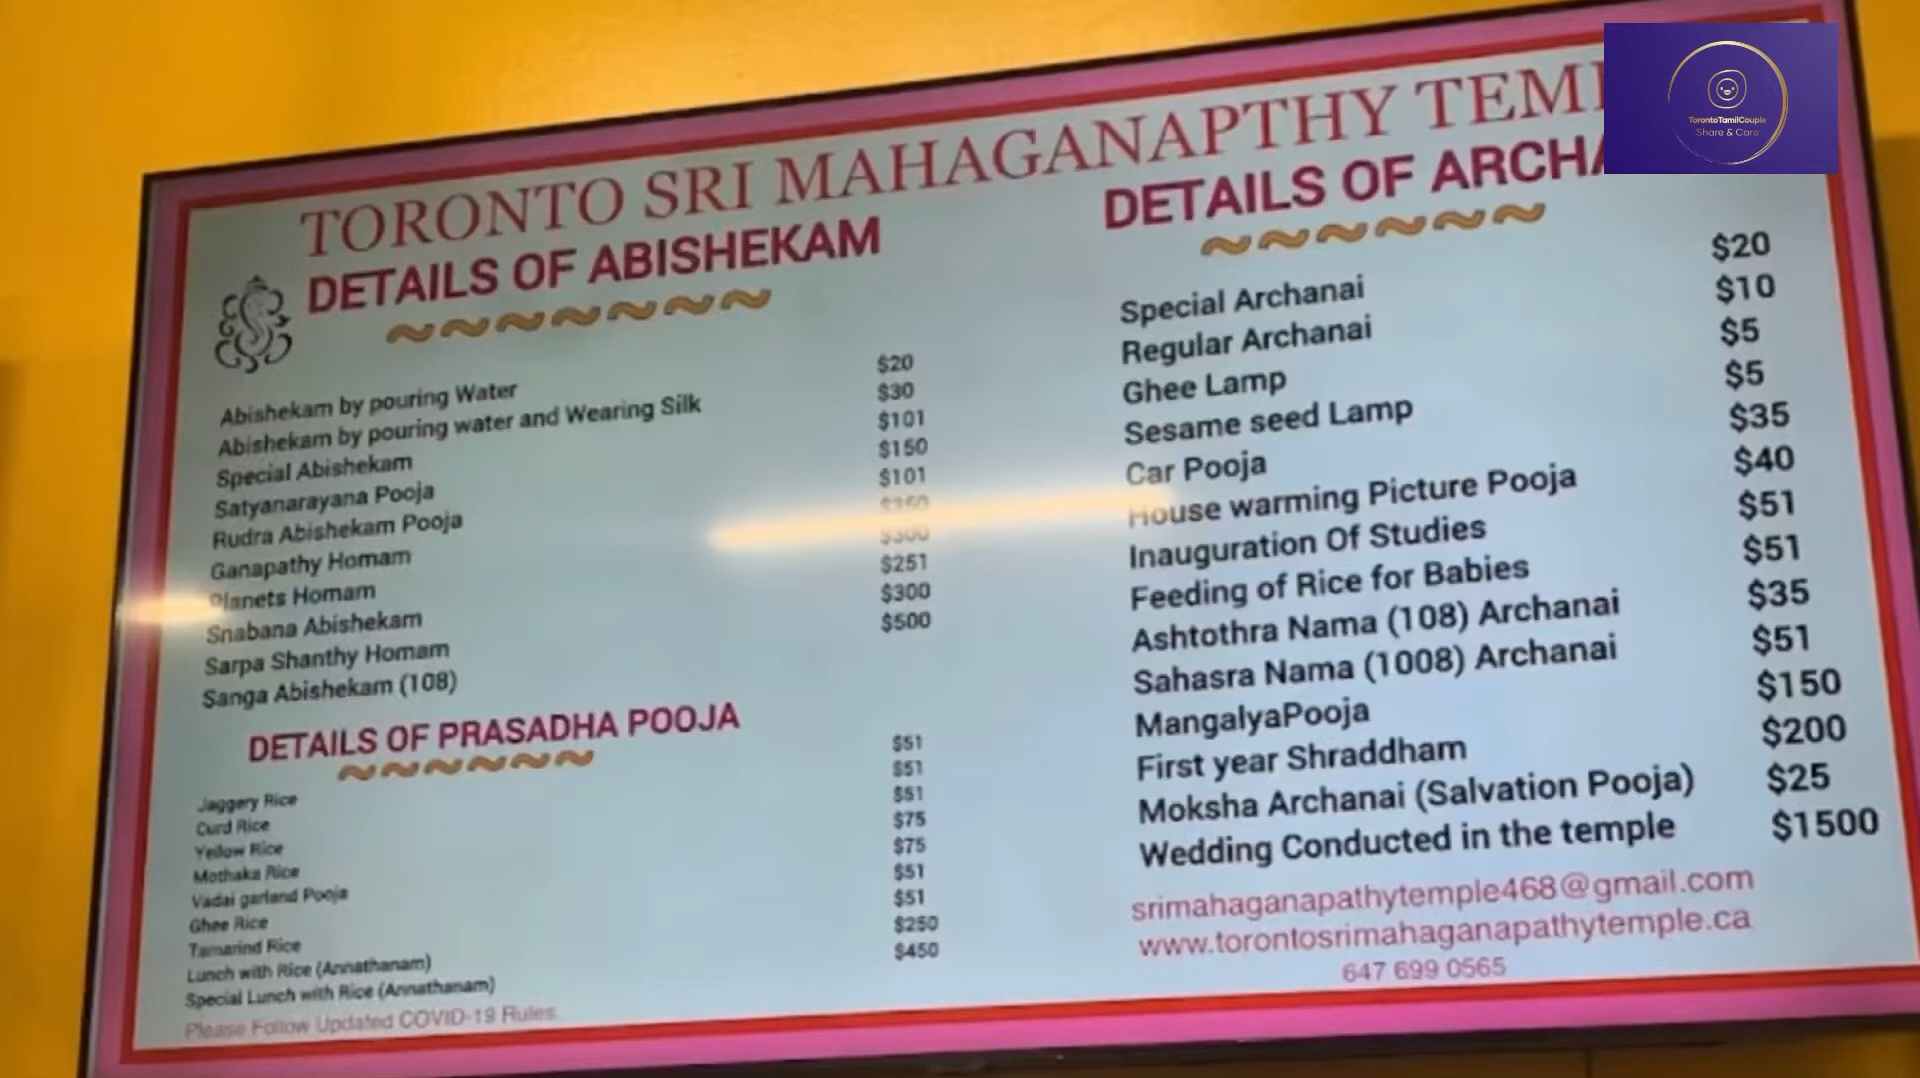 TorontoTamilCouple
Share & Care
TORONTO SRI MAHAGANAPTHY
DETAILS OF ABISHEKAM
Abishekam by pouring Water $20
Abishekam by pouring water and Wearing Silk $30
Special Abishekam $101
Satyanarayana Pooja $150
Rudra Abishekam Pooja $101
Ganapathy Homam
Planets Homam $300
Snabana Abishekam $251
Sarpa Shanthy Homam $300
Sanga Abishekam (108) $500
DETAILS OF PRASADHA POOJA
Jaggery Rice $51
Curd Rice $51
Yellow Rice $51
Mothaka Rice $75
Vadai garland Pooja $75
Ghee Rice $51
Tamarind Rice $51
Lunch with Rice (Annathanam) $250
Special Lunch with Rice (Annathanam) $450
Please Follow Updated COVID-19 Rules.
DETAILS OF
Special Archanai $20
Regular Archanai $10
Ghee Lamp $5
Sesame seed Lamp $5
Car Pooja $35
House warming Picture Pooja $40
Inauguration Of Studies $51
Feeding of Rice for Babies $51
Ashtothra Nama (108) Archanai $35
Sahasra Nama (1008) Archanai $51
MangalyaPooja $150
First year Shraddham $200
Moksha Archanai (Salvation Pooja) $25
Wedding Conducted in the temple $1500
srimahaganapathytemple468@gmail.com
www.torontosrimahaganapathytemple.ca
647 699 0565